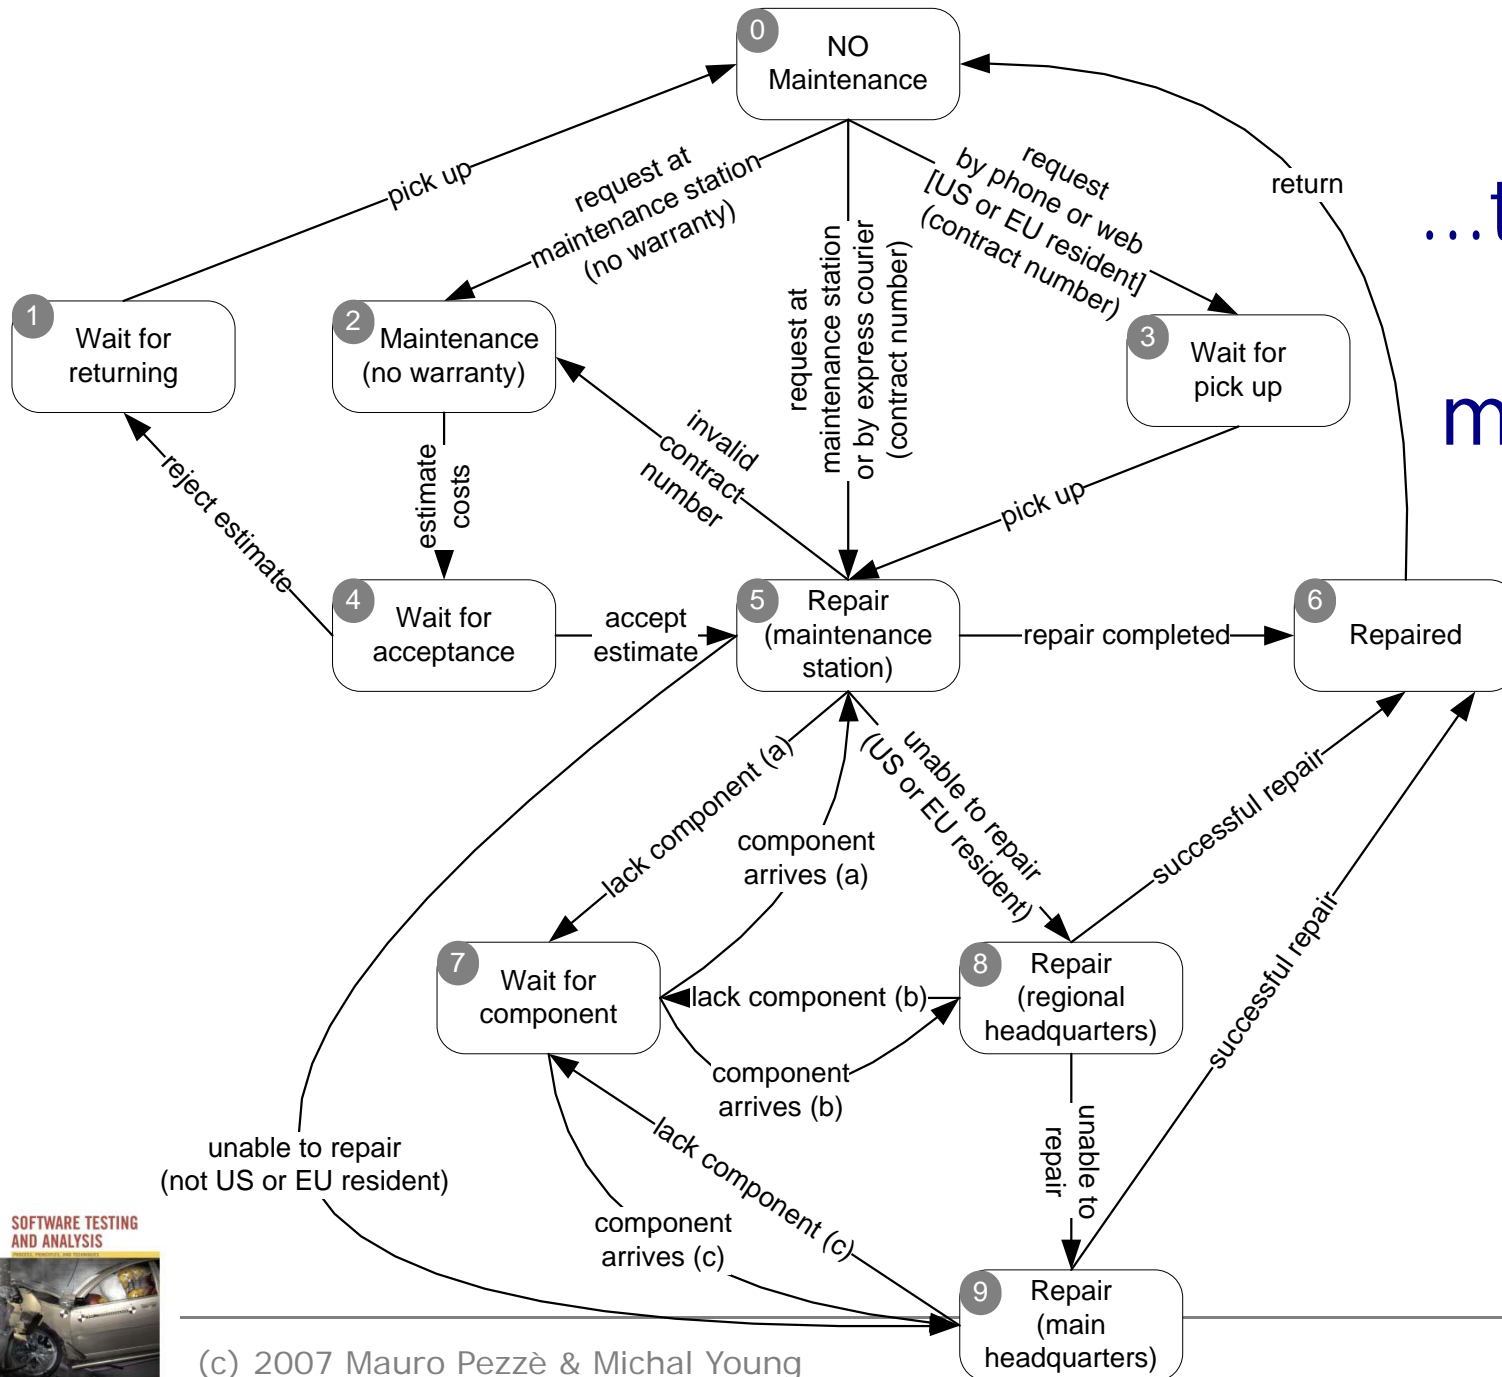 0
NO
Maintenance
pick up
request at
maintenance station
(no warranty)
request at
maintenance station
or by express courier
(contract number)
request
by phone or web
[US or EU resident]
(contract number)
return
...t
m
1
Wait for
returning
2
Maintenance
(no warranty)
3
Wait for
pick up
reject estimate
estimate
costs
invalid
contract
number
pick up
4
Wait for
acceptance
accept
estimate
5
Repair
(maintenance
station)
repair completed
6
Repaired
lack component (a)
component
arrives (a)
unable to repair
(US or EU resident)
successful repair
successful repair
7
Wait for
component
lack component (b)
component
arrives (b)
8
Repair
(regional
headquarters)
unable to repair
(not US or EU resident)
component
arrives (c)
lack component (c)
unable to
repair
9
Repair
(main
headquarters)
SOFTWARE TESTING
AND ANALYSIS
(c) 2007 Mauro Pezzè & Michal Young